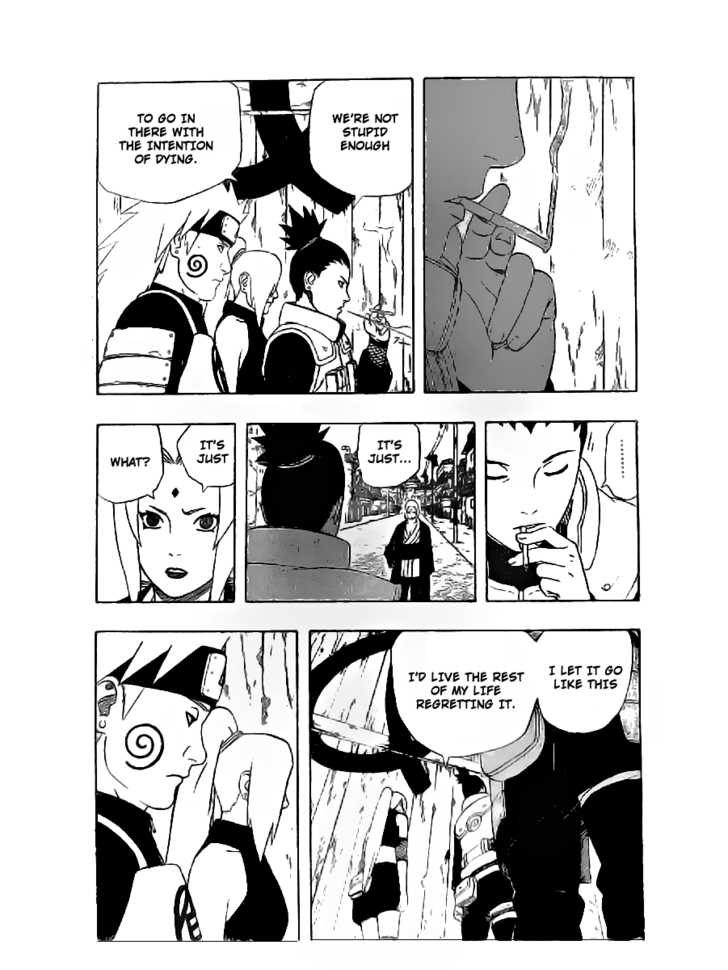 WE'RE NOT
STUPID
ENOUGH
TO GO IN
THERE WITH
THE INTENTION
OF DYING.
.........
IT'S
JUST...
IT'S
JUST
WHAT?
I LET IT GO
LIKE THIS
I'D LIVE THE REST
OF MY LIFE
REGRETTING IT.